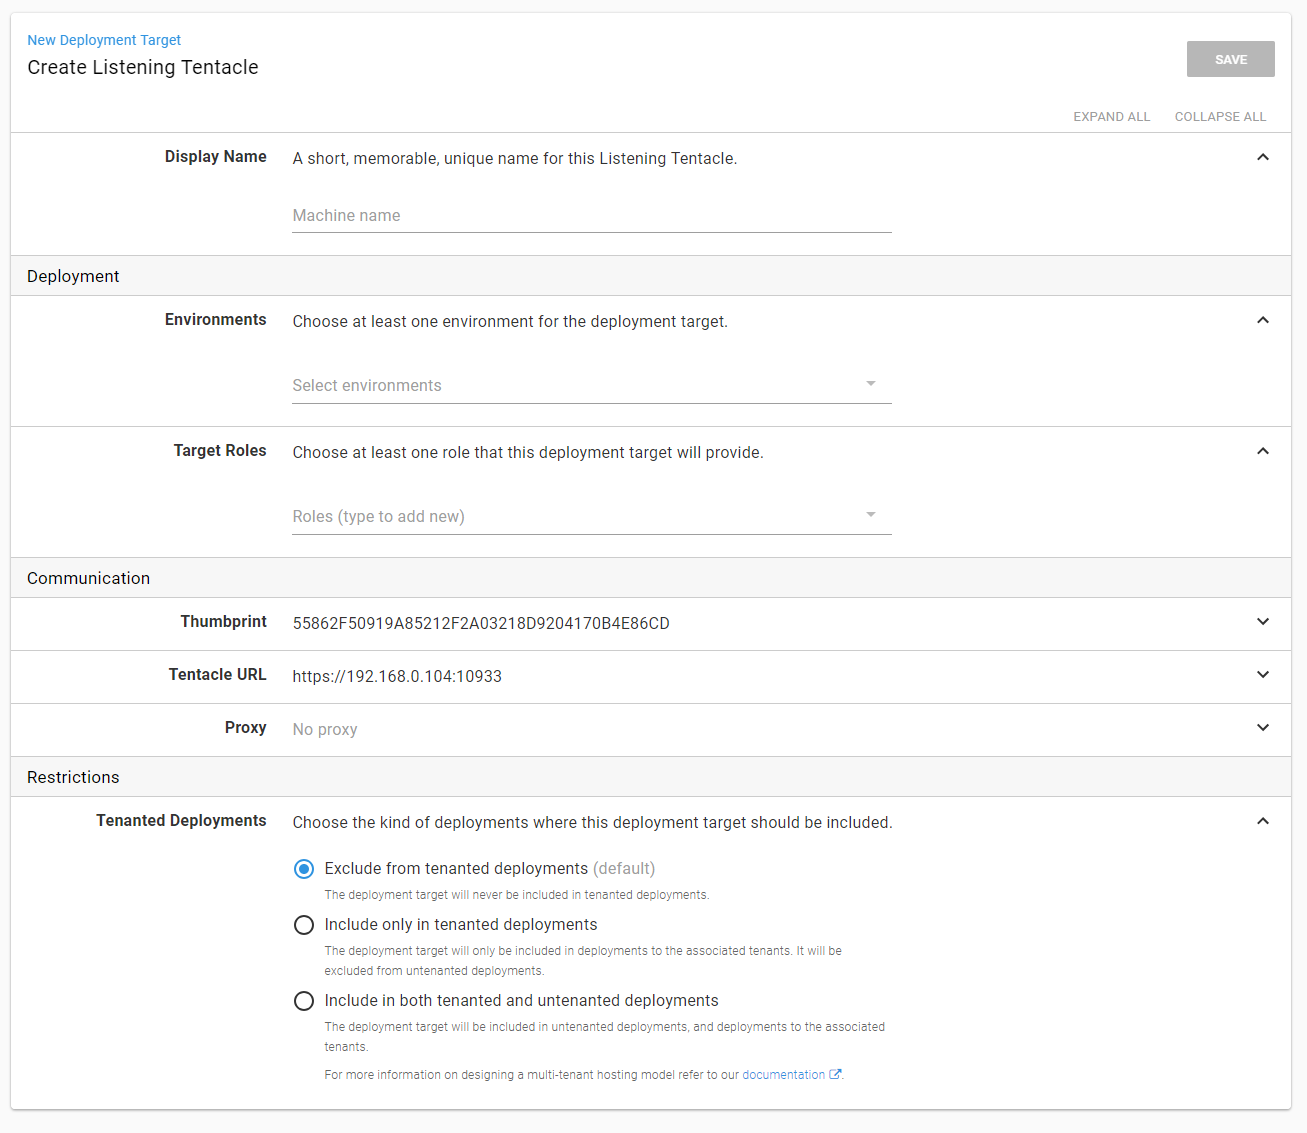 New Deployment Target
Create Listening Tentacle
SAVE
EXPAND ALL COLLAPSE ALL
Display Name A short, memorable, unique name for this Listening Tentacle.
Machine name
Deployment
Environments Choose at least one environment for the deployment target.
Select environments
Target Roles Choose at least one role that this deployment target will provide.
Roles (type to add new)
Communication
Thumbprint 55862F50919A85212F2A03218D9204170B4E86CD
Tentacle URL https://192.168.0.104:10933
Proxy No proxy
Restrictions
Tenanted Deployments Choose the kind of deployments where this deployment target should be included.
Exclude from tenanted deployments (default)
The deployment target will never be included in tenanted deployments.
Include only in tenanted deployments
The deployment target will only be included in deployments to the associated tenants. It will be
excluded from untenanted deployments.
Include in both tenanted and untenanted deployments
The deployment target will be included in untenanted deployments, and deployments to the associated
tenants.
For more information on designing a multi-tenant hosting model refer to our documentation.